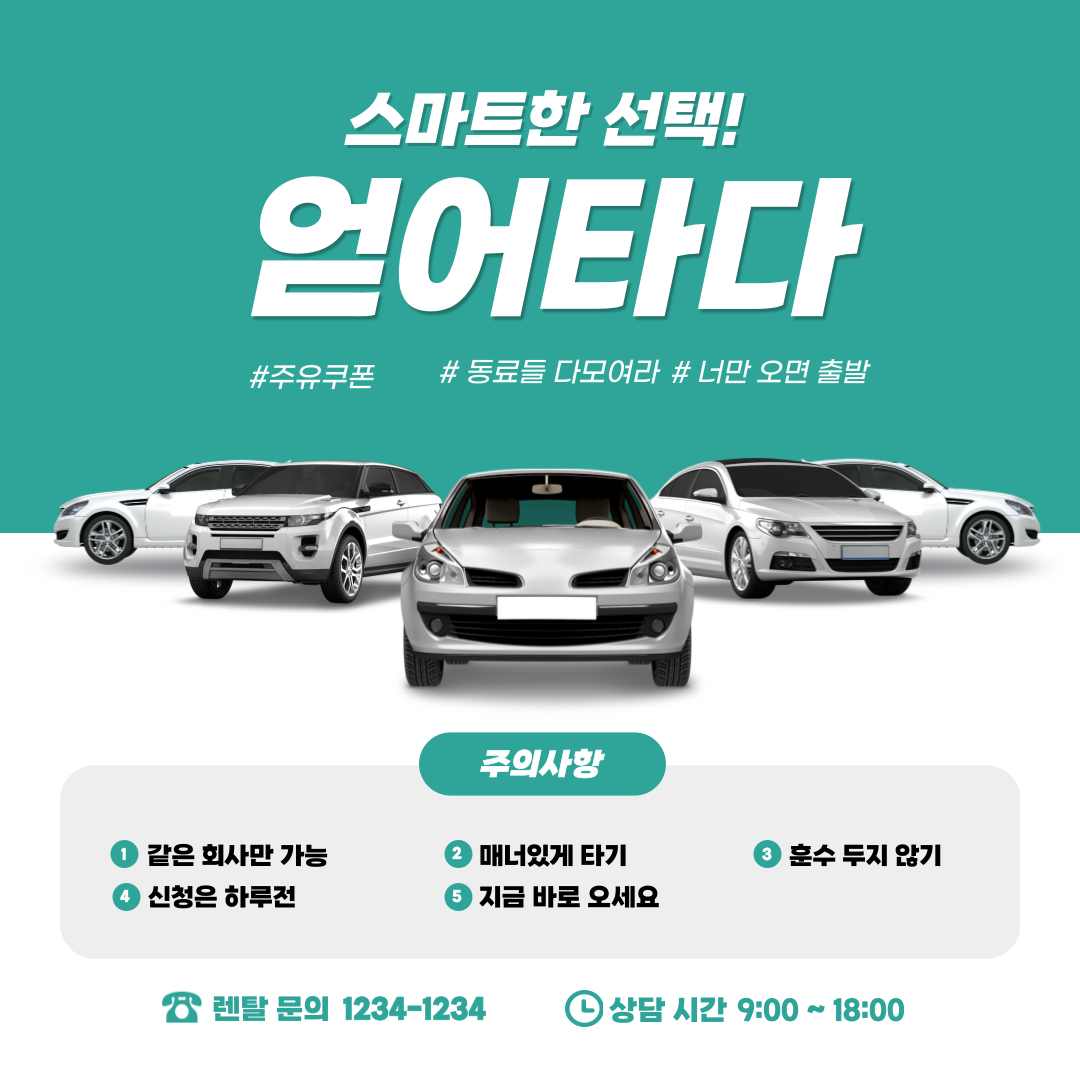 스마트한 선택!
얻어타다
#주유쿠폰 # 동료들 다모여라 # 너만 오면 출발
주의사항
1 같은 회사만 가능 2 매너있게 타기 3 훈수 두지 않기
4 신청은 하루전 5 지금 바로 오세요
렌탈 문의 1234-1234 상담 시간 9:00 ~ 18:00